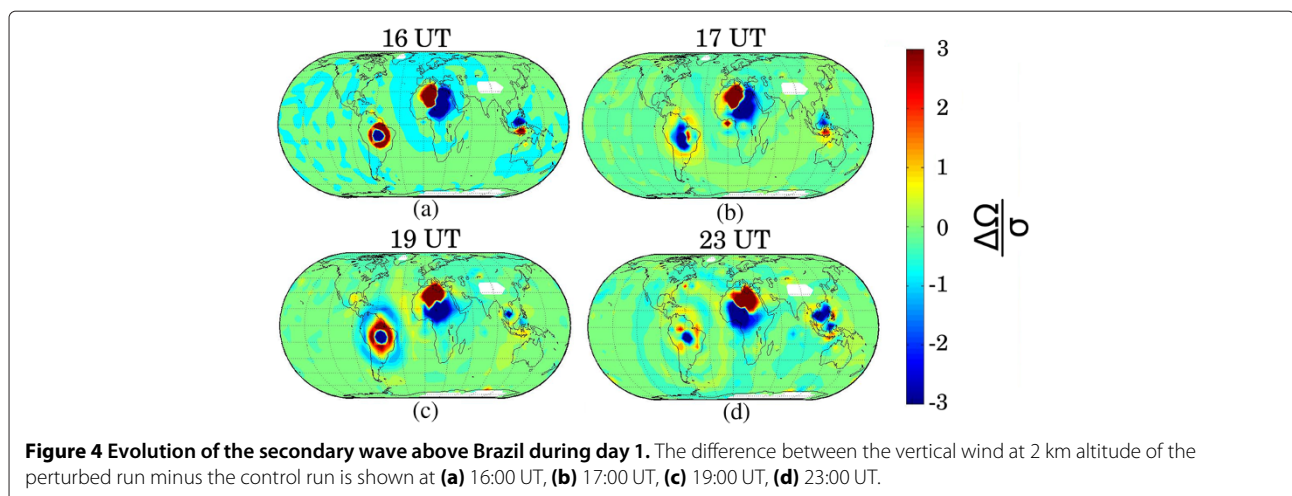 16 UT
17 UT
3
2
1
0
-1
-2
-3
ΔΩ
σ
(a)
(b)
19 UT
23 UT
(c)
(d)
Figure 4 Evolution of the secondary wave above Brazil during day 1. The difference between the vertical wind at 2 km altitude of the
perturbed run minus the control run is shown at (a) 16:00 UT, (b) 17:00 UT, (c) 19:00 UT, (d) 23:00 UT.